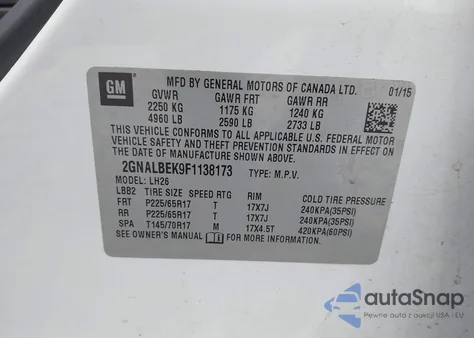 GM
MFD BY GENERAL MOTORS OF CANADA LTD. 01/15
GVWR GAWR FRT GAWR RR
2250 KG 1175 KG 1240 KG
4960 LB 2590 LB 2733 LB
THIS VEHICLE CONFORMS TO ALL APPLICABLE U.S. FEDERAL MOTOR
VEHICLE SAFETY AND THEFT PREVENTION STANDARDS IN EFFECT ON
THE DATE OF MANUFACTURE SHOWN ABOVE.
2GNALBEK9F1138173 TYPE: M.P.V.
MODEL: LH26
LBB2 TIRE SIZE SPEED RTG RIM COLD TIRE PRESSURE
FRT P225/65R17 T 17X7J 240KPA(35PSI)
RR P225/65R17 T 17X7J 240KPA(35PSI)
SPA T145/70R17 M 17X4.5T 420KPA(60PSI)
SEE OWNER'S MANUAL FOR MORE INFORMATION.
autoSnap
Pewne auta z aukcji USA i EU